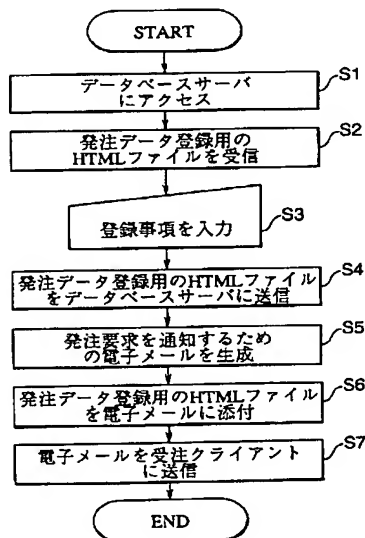 START
データベースサーバ
にアクセス
S1
発注データ登録用の
HTMLファイルを受信
S2
登録事項を入力
S3
発注データ登録用のHTMLファイル
をデータベースサーバに送信
S4
発注要求を通知するため
の電子メールを生成
S5
発注データ登録用のHTMLファイル
を電子メールに添付
S6
電子メールを受注クライアント
に送信
S7
END